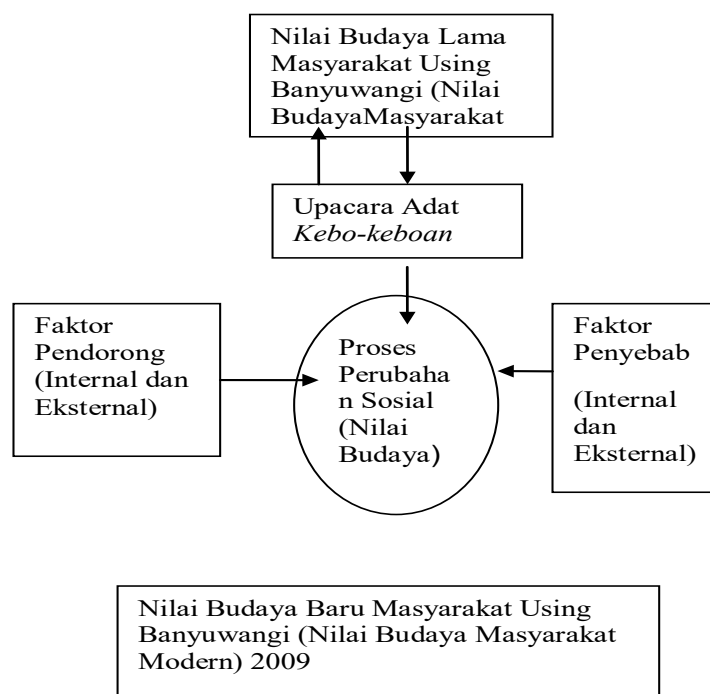 Nilai Budaya Lama
Masyarakat Using
Banyuwangi (Nilai
BudayaMasyarakat
Upacara Adat
Kebo-keboan
Faktor
Pendorong
(Internal dan
Eksternal)
Proses
Perubaha
n Sosial
(Nilai
Budaya)
Faktor
Penyebab
(Internal
dan
Eksternal)
Nilai Budaya Baru Masyarakat Using
Banyuwangi (Nilai Budaya Masyarakat
Modern) 2009